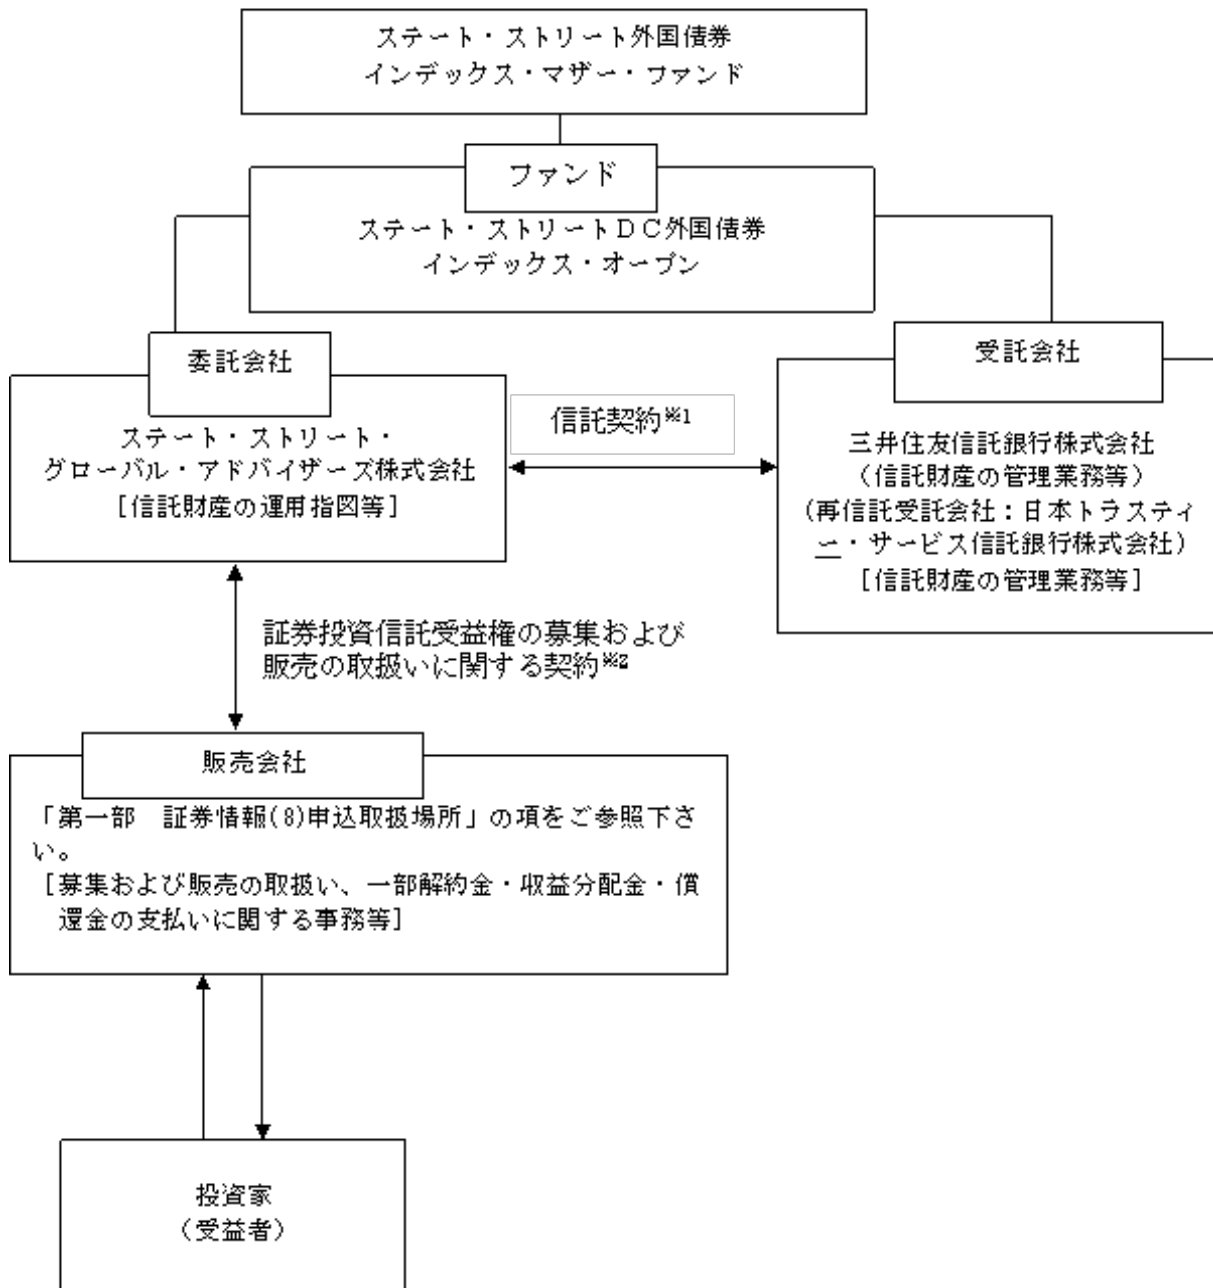 ステート・ストリート外国債券
インデックス・マザー・ファンド
ファンド
ステート・ストリートＤＣ外国債券
インデックス・オープン
委託会社
ステート・ストリート・
グローバル・アドバイザーズ株式会社
［信託財産の運用指図等］
信託契約※1
受託会社
三井住友信託銀行株式会社
（信託財産の管理業務等）
（再信託受託会社：日本トラスティ
ー・サービス信託銀行株式会社）
［信託財産の管理業務等］
証券投資信託受益権の募集および
販売の取扱いに関する契約※2
販売会社
「第一部　証券情報(8)申込取扱場所」の項をご参照下さ
い。
［募集および販売の取扱い、一部解約金・収益分配金・償
還金の支払いに関する事務等］
投資家
（受益者）